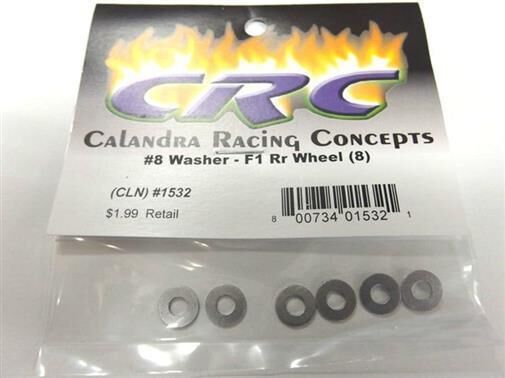 CRC
Calandra Racing Concepts
#8 Washer - F1 Rr Wheel (8)
(CLN) #1532
$1.99 Retail
8 00734 01532 1